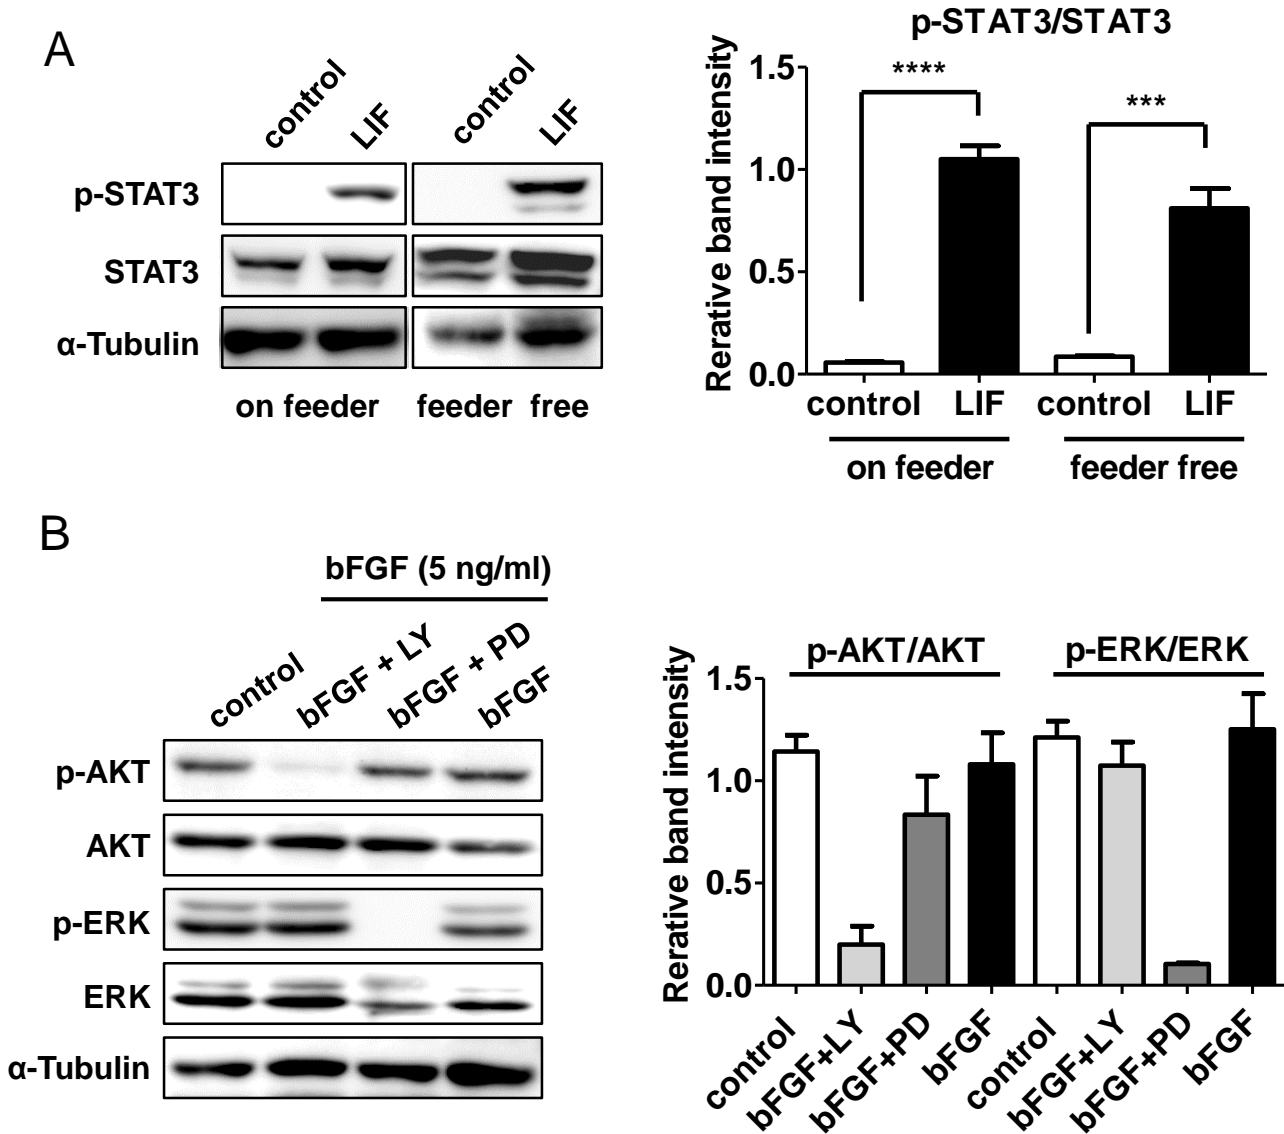 A
control
LIF
control
LIF
p-STAT3
STAT3
α-Tubulin
on feeder
feeder free
p-STAT3/STAT3
Rerative band intensity
1.5
1.0
0.5
0.0
****
***
control LIF control LIF
on feeder
feeder free
B
bFGF (5 ng/ml)
control
bFGF + LY
bFGF + PD
bFGF
p-AKT
AKT
p-ERK
ERK
α-Tubulin
p-AKT/AKT
p-ERK/ERK
Rerative band intensity
1.5
1.0
0.5
0.0
control
bFGF+LY
bFGF+PD
bFGF
control
bFGF+LY
bFGF+PD
bFGF